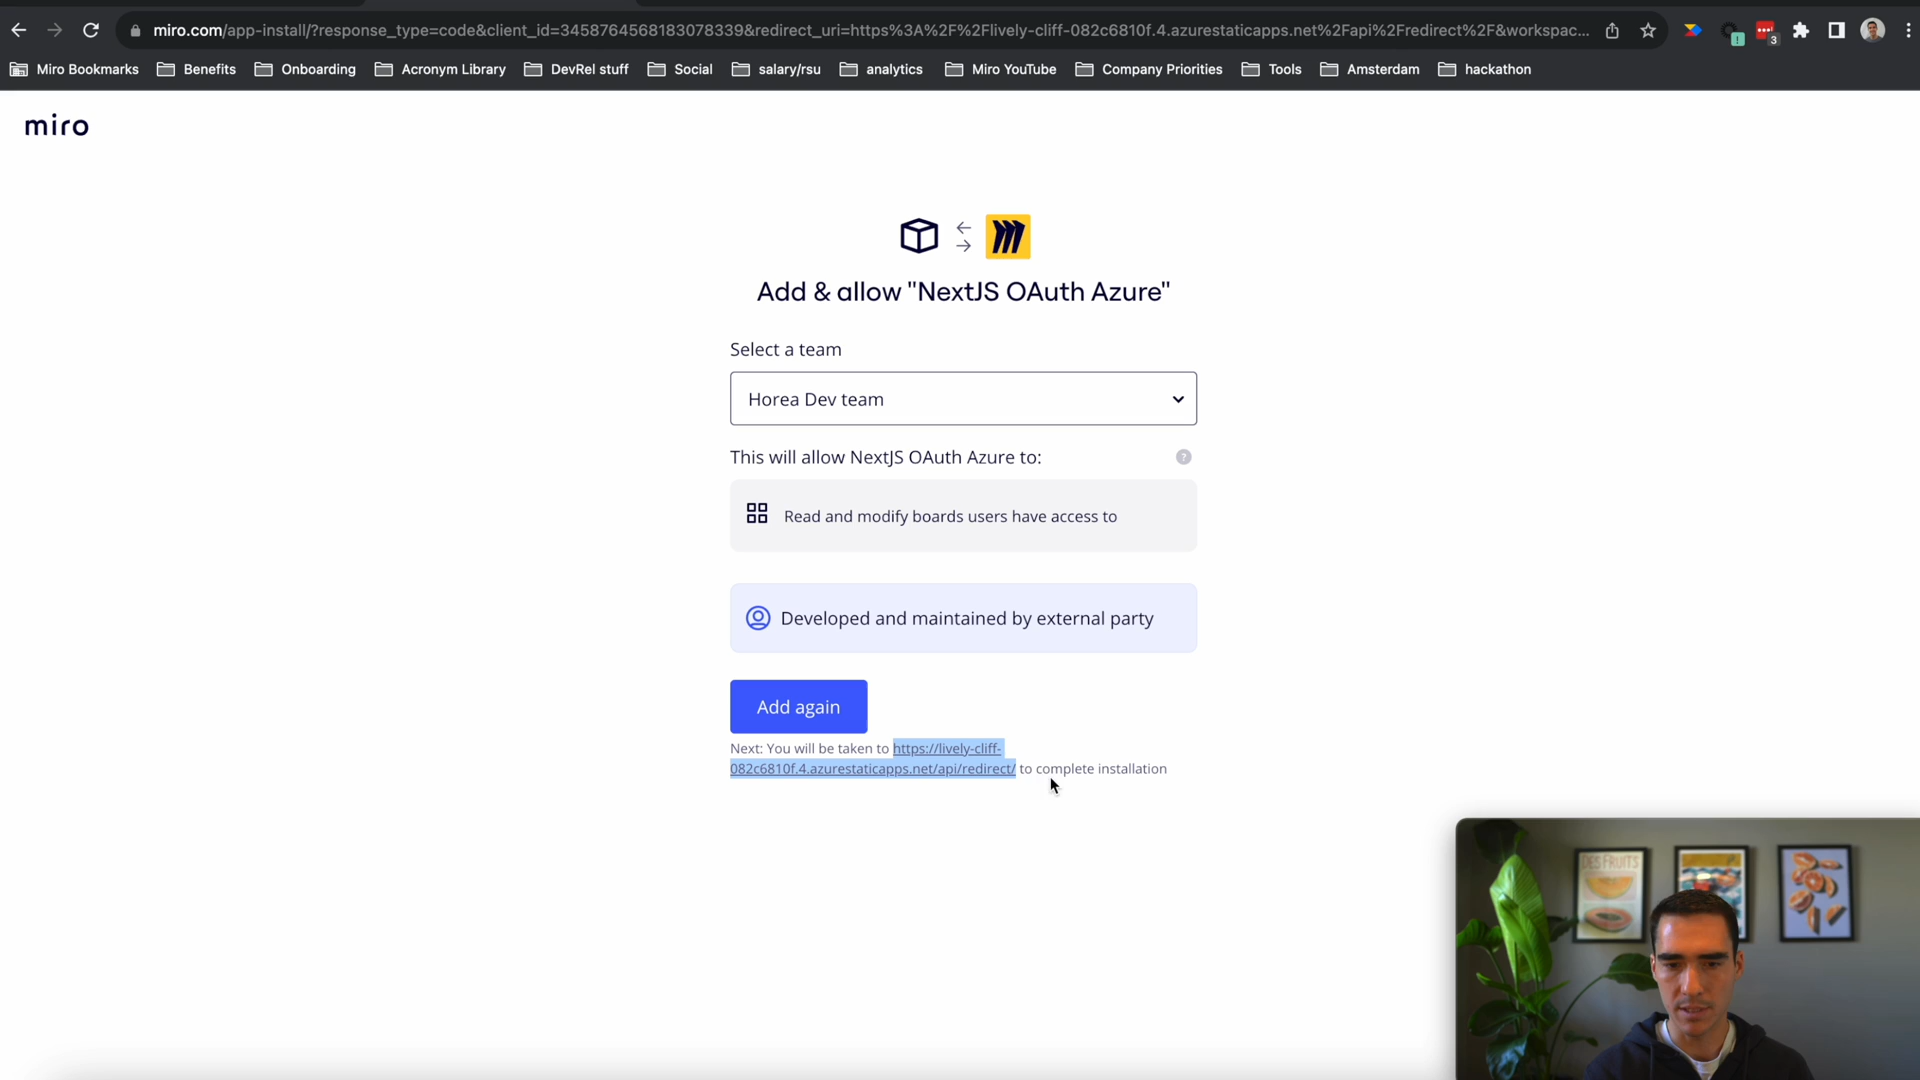 miro.com/app-install/?response_type=code&client_id=3458764568183078339&redirect_uri=https%3A%2F%2Flively-cliff-082c6810f.4.azurestaticapps.net%2Fapi%2Fredirect%2F&workspac...
3
Miro Bookmarks Benefits Onboarding Acronym Library DevRel stuff Social salary/rsu analytics Miro YouTube Company Priorities Tools Amsterdam hackathon
miro
Add & allow "NextJS OAuth Azure"
Select a team
Horea Dev team
This will allow NextJS OAuth Azure to:
?
Read and modify boards users have access to
Developed and maintained by external party
Add again
Next: You will be taken to https://lively-cliff-
082c6810f.4.azurestaticapps.net/api/redirect/ to complete installation
DES FRUITS